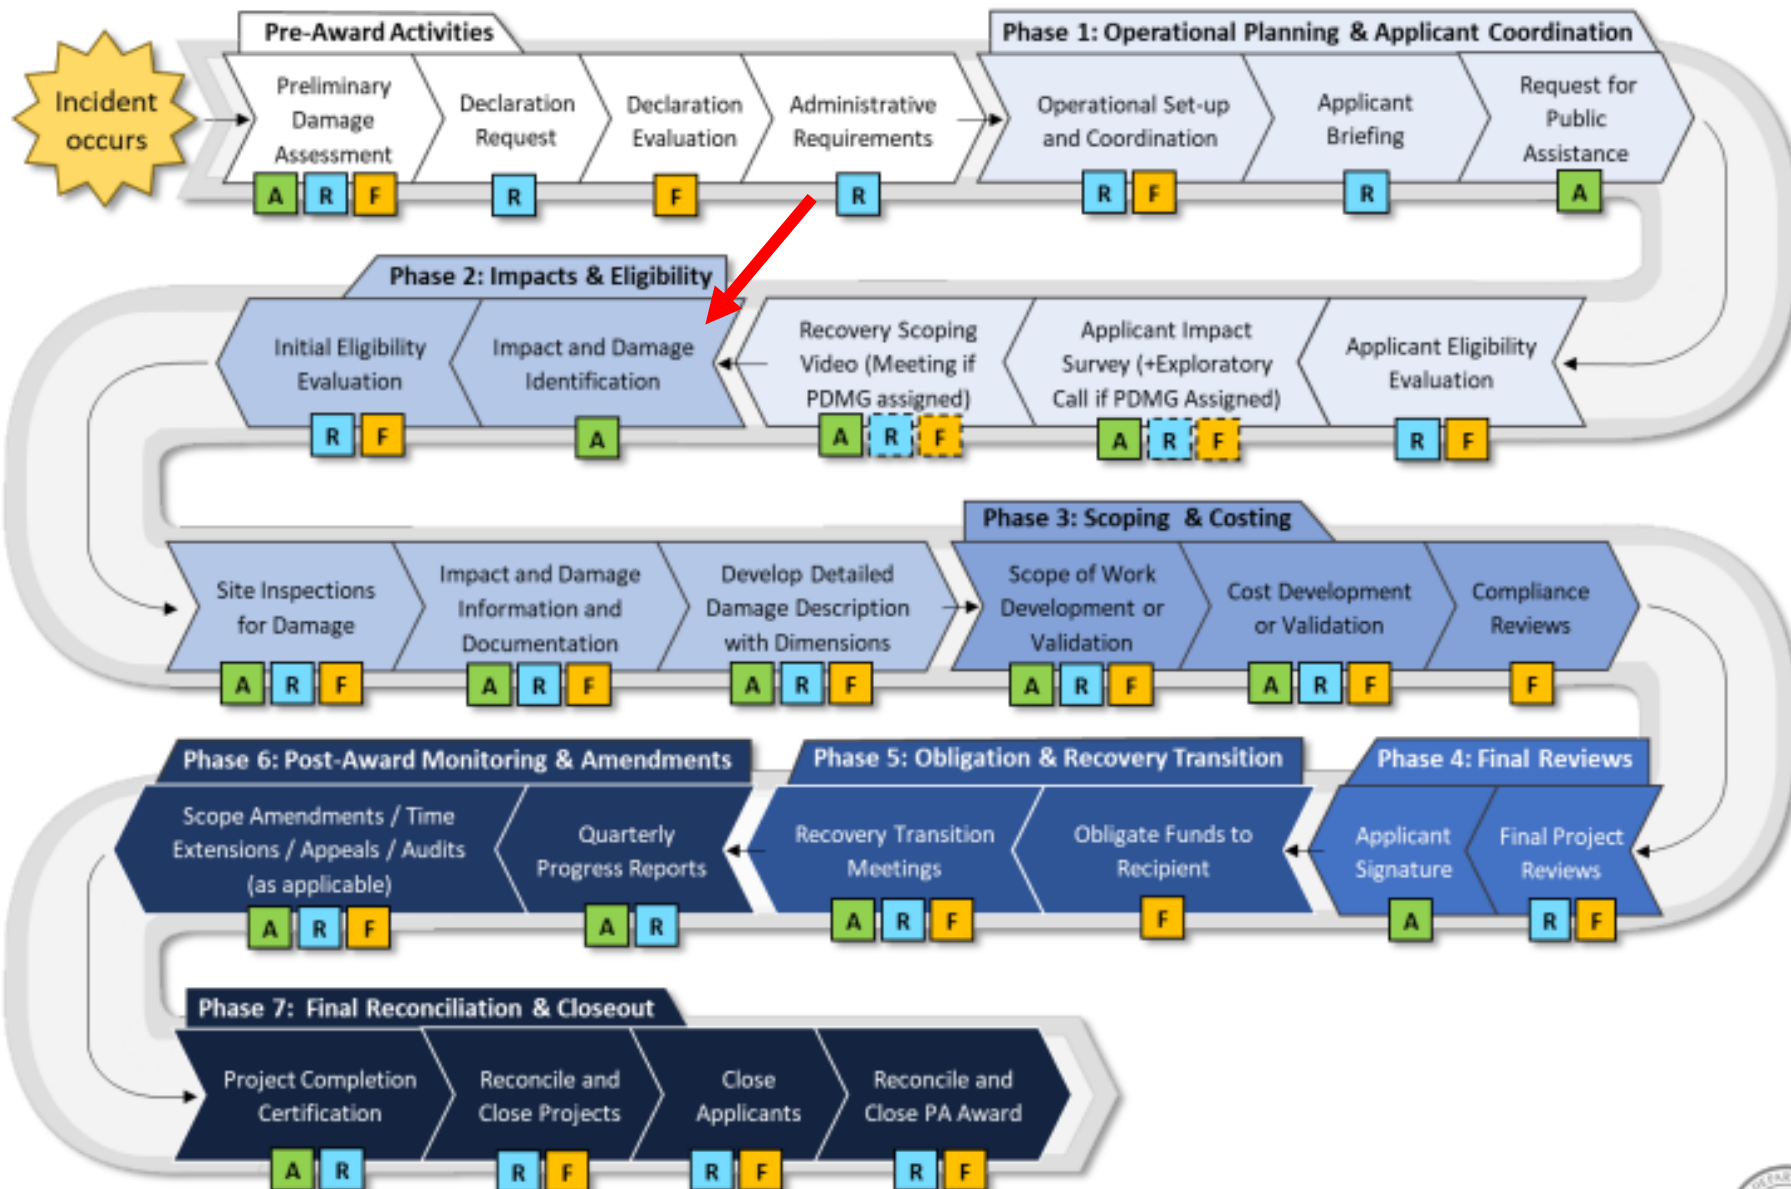 Incident
occurs
Pre-Award Activities
Preliminary
Damage
Assessment
A R F
Declaration
Request
R
Declaration
Evaluation
F
Administrative
Requirements
R
Phase 1: Operational Planning & Applicant Coordination
Operational Set-up
and Coordination
R F
Applicant
Briefing
R
Request for
Public
Assistance
A
Applicant Eligibility
Evaluation
R F
Applicant Impact
Survey (+Exploratory
Call if PDMG Assigned)
A R F
Recovery Scoping
Video (Meeting if
PDMG assigned)
A R F
Phase 2: Impacts & Eligibility
Impact and Damage
Identification
A
Initial Eligibility
Evaluation
R F
Site Inspections
for Damage
A R F
Impact and Damage
Information and
Documentation
A R F
Develop Detailed
Damage Description
with Dimensions
A R F
Phase 3: Scoping & Costing
Scope of Work
Development or
Validation
A R F
Cost Development
or Validation
A R F
Compliance
Reviews
F
Phase 4: Final Reviews
Final Project
Reviews
R F
Applicant
Signature
A
Phase 5: Obligation & Recovery Transition
Obligate Funds to
Recipient
F
Recovery Transition
Meetings
A R F
Phase 6: Post-Award Monitoring & Amendments
Quarterly
Progress Reports
A R
Scope Amendments / Time
Extensions / Appeals / Audits
(as applicable)
A R F
Phase 7: Final Reconciliation & Closeout
Project Completion
Certification
A R
Reconcile and
Close Projects
R F
Close
Applicants
R F
Reconcile and
Close PA Award
R F